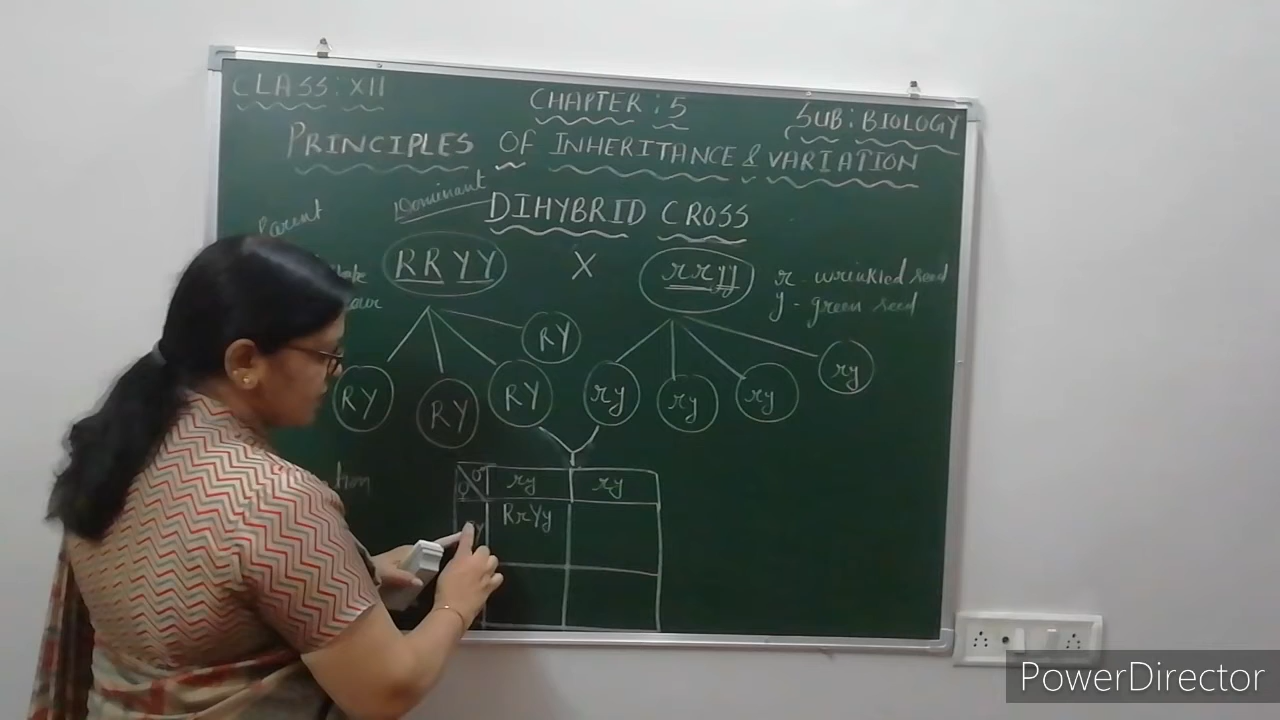 CLASS: XII
CHAPTER: 5
SUB: BIOLOGY
PRINCIPLES OF INHERITANCE & VARIATION
Parent
Dominant
DIHYBRID CROSS
RRYY X rryy
r - wrinkled seed
y - green seed
RY
RY RY RY ry ry ry ry
♀ ♂ ry ry
RrYy
PowerDirector